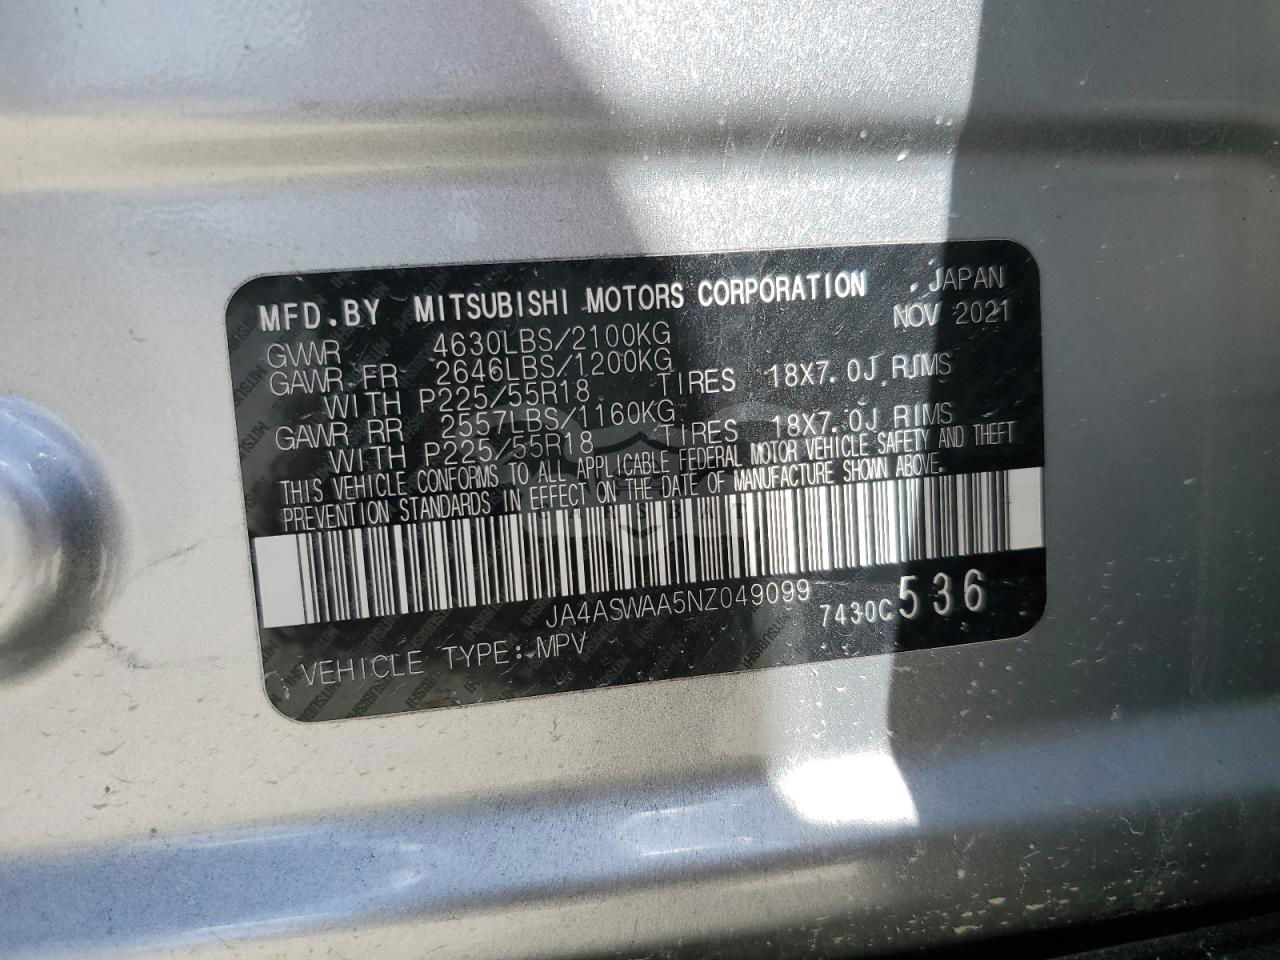 MFD.BY MITSUBISHI MOTORS CORPORATION , JAPAN
NOV 2021
GVWR 4630LBS/2100KG
GAWR FR 2646LBS/1200KG
WITH P225/55R18 TIRES 18X7.0J RIMS
GAWR RR 2557LBS/1160KG
WITH P225/55R18 TIRES 18X7.0J RIMS
THIS VEHICLE CONFORMS TO ALL APPLICABLE FEDERAL MOTOR VEHICLE SAFETY AND THEFT
PREVENTION STANDARDS IN EFFECT ON THE DATE OF MANUFACTURE SHOWN ABOVE.
JA4ASWAA5NZ049099 7430C 536
VEHICLE TYPE: MPV